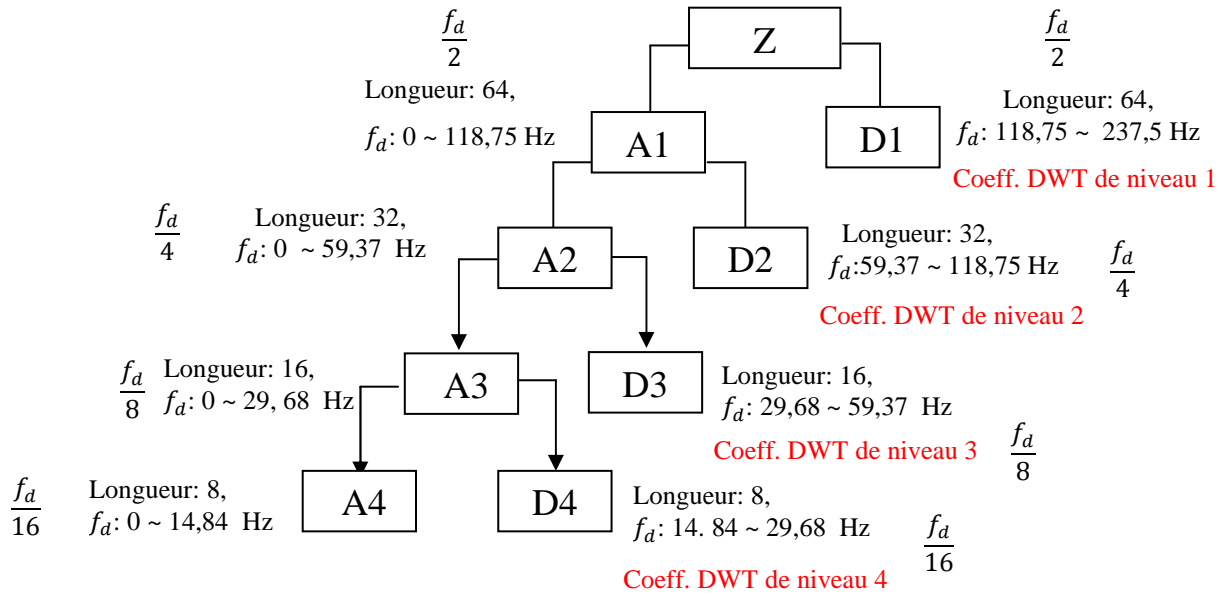 f_d/2
Z
f_d/2
Longueur: 64,
f_d: 0 ~ 118,75 Hz
A1
D1
Longueur: 64,
f_d: 118,75 ~ 237,5 Hz
Coeff. DWT de niveau 1
f_d/4
Longueur: 32,
f_d: 0 ~ 59,37 Hz
A2
D2
Longueur: 32,
f_d:59,37 ~ 118,75 Hz
f_d/4
Coeff. DWT de niveau 2
f_d/8
Longueur: 16,
f_d: 0 ~ 29, 68 Hz
A3
D3
Longueur: 16,
f_d: 29,68 ~ 59,37 Hz
Coeff. DWT de niveau 3
f_d/8
f_d/16
Longueur: 8,
f_d: 0 ~ 14,84 Hz
A4
D4
Longueur: 8,
f_d: 14. 84 ~ 29,68 Hz
f_d/16
Coeff. DWT de niveau 4